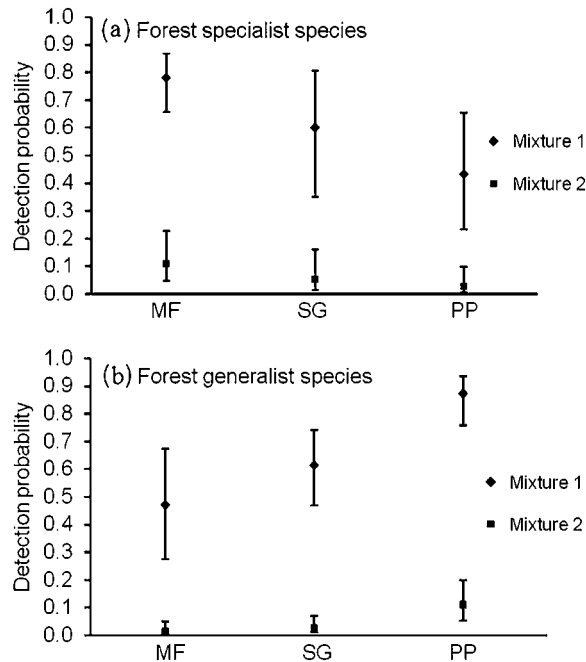 (a) Forest specialist species
Detection probability
1.0
0.9
0.8
0.7
0.6
0.5
0.4
0.3
0.2
0.1
0.0
MF SG PP
Mixture 1
Mixture 2
(b) Forest generalist species
Detection probability
1.0
0.9
0.8
0.7
0.6
0.5
0.4
0.3
0.2
0.1
0.0
MF SG PP
Mixture 1
Mixture 2